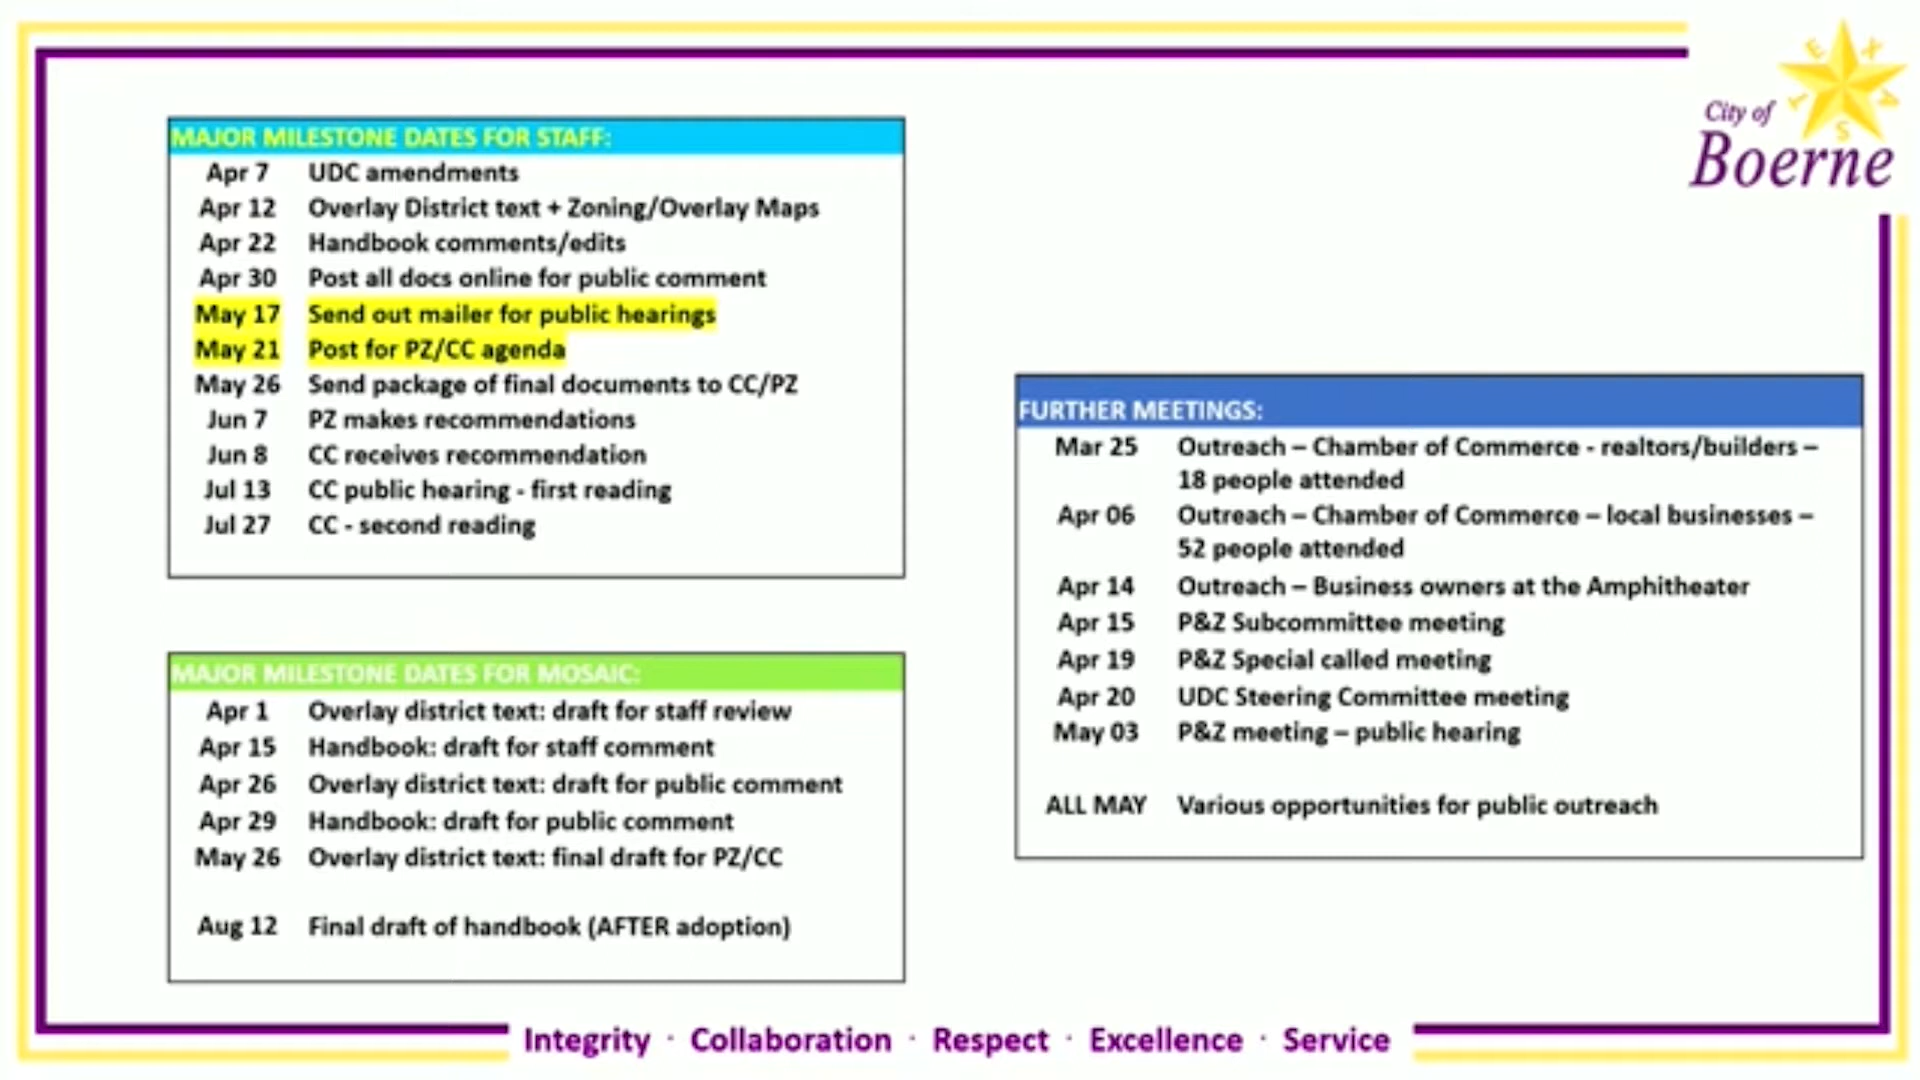 TEXAS
City of
Boerne
MAJOR MILESTONE DATES FOR STAFF:
Apr 7 UDC amendments
Apr 12 Overlay District text + Zoning/Overlay Maps
Apr 22 Handbook comments/edits
Apr 30 Post all docs online for public comment
May 17 Send out mailer for public hearings
May 21 Post for PZ/CC agenda
May 26 Send package of final documents to CC/PZ
Jun 7 PZ makes recommendations
Jun 8 CC receives recommendation
Jul 13 CC public hearing - first reading
Jul 27 CC - second reading
MAJOR MILESTONE DATES FOR MOSAIC:
Apr 1 Overlay district text: draft for staff review
Apr 15 Handbook: draft for staff comment
Apr 26 Overlay district text: draft for public comment
Apr 29 Handbook: draft for public comment
May 26 Overlay district text: final draft for PZ/CC
Aug 12 Final draft of handbook (AFTER adoption)
FURTHER MEETINGS:
Mar 25 Outreach – Chamber of Commerce - realtors/builders –
18 people attended
Apr 06 Outreach – Chamber of Commerce – local businesses –
52 people attended
Apr 14 Outreach – Business owners at the Amphitheater
Apr 15 P&Z Subcommittee meeting
Apr 19 P&Z Special called meeting
Apr 20 UDC Steering Committee meeting
May 03 P&Z meeting – public hearing
ALL MAY Various opportunities for public outreach
Integrity · Collaboration · Respect · Excellence · Service